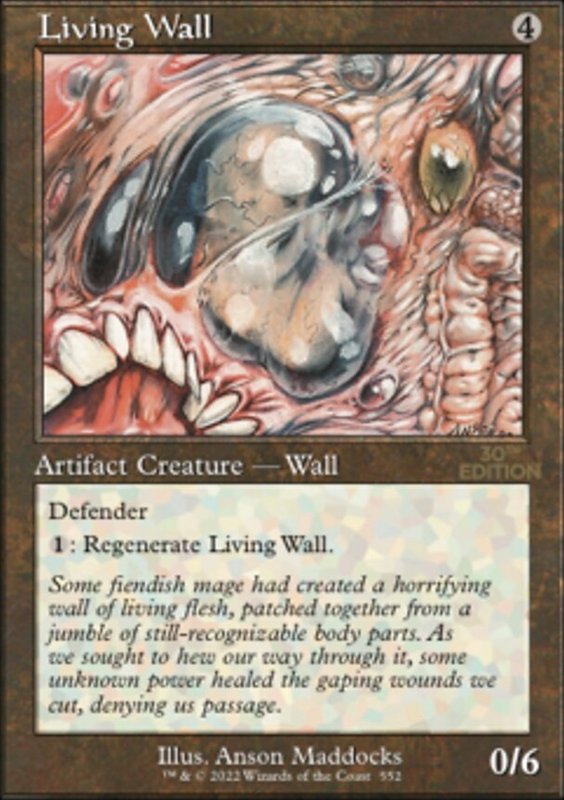 Living Wall 4
30TH EDITION
Artifact Creature — Wall
Defender
1: Regenerate Living Wall.
Some fiendish mage had created a horrifying
wall of living flesh, patched together from a
jumble of still-recognizable body parts. As
we sought to hew our way through it, some
unknown power healed the gaping wounds we
cut, denying us passage.
Illus. Anson Maddocks
™ & © 2022 Wizards of the Coast 552
0/6